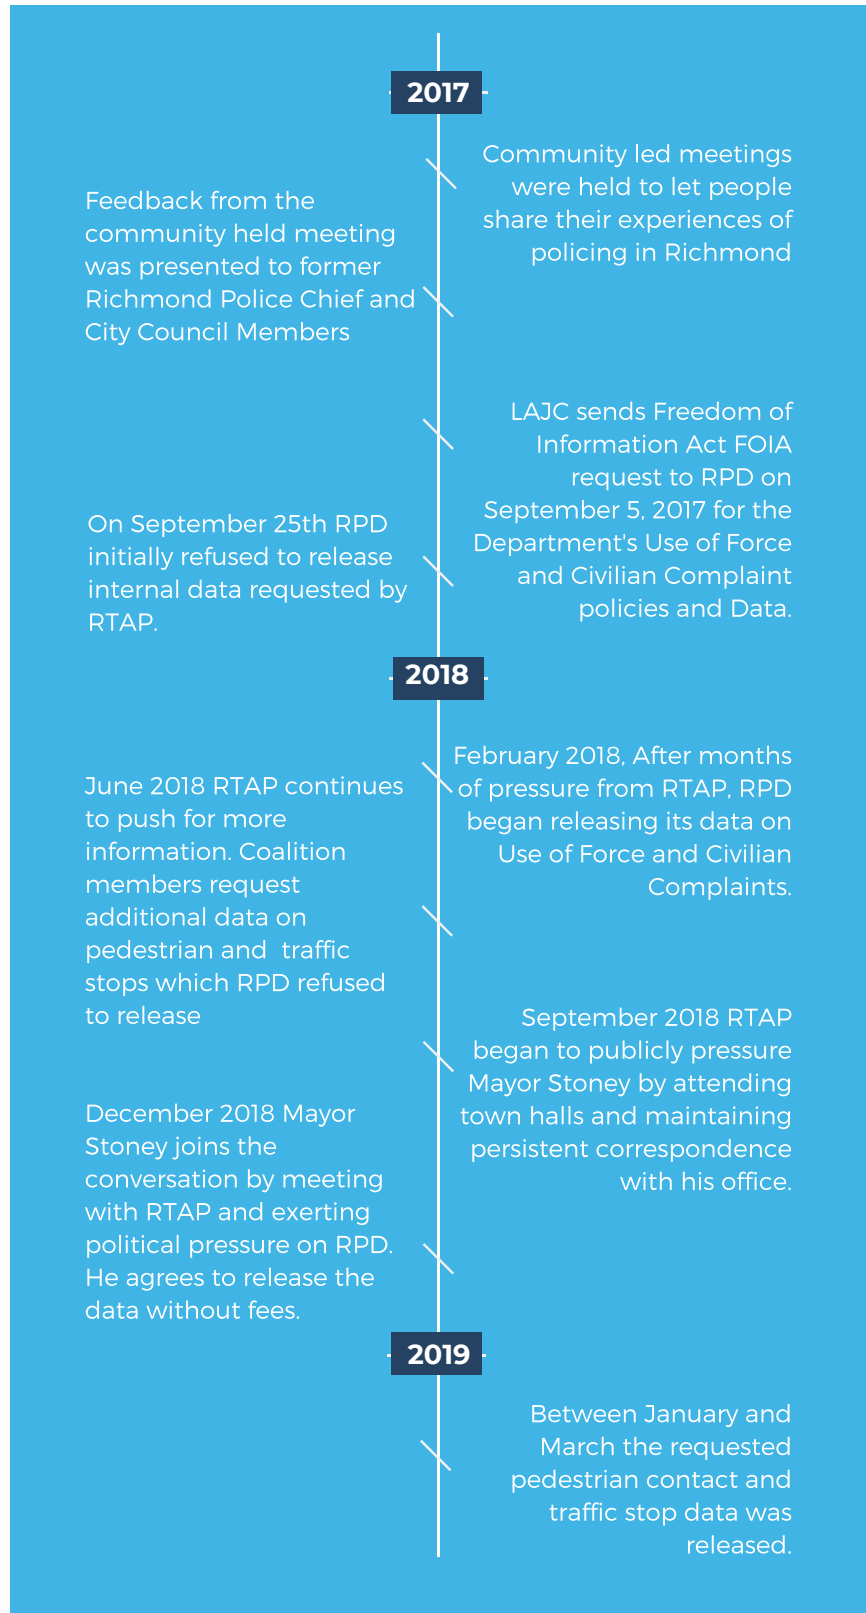 2017
Community led meetings
were held to let people
share their experiences of
policing in Richmond
Feedback from the
community held meeting
was presented to former
Richmond Police Chief and
City Council Members
LAJC sends Freedom of
Information Act FOIA
request to RPD on
September 5, 2017 for the
Department's Use of Force
and Civilian Complaint
policies and Data.
On September 25th RPD
initially refused to release
internal data requested by
RTAP.
2018
February 2018, After months
of pressure from RTAP, RPD
began releasing its data on
Use of Force and Civilian
Complaints.
June 2018 RTAP continues
to push for more
information. Coalition
members request
additional data on
pedestrian and  traffic
stops which RPD refused
to release
September 2018 RTAP
began to publicly pressure
Mayor Stoney by attending
town halls and maintaining
persistent correspondence
with his office.
December 2018 Mayor
Stoney joins the
conversation by meeting
with RTAP and exerting
political pressure on RPD.
He agrees to release the
data without fees.
2019
Between January and
March the requested
pedestrian contact and
traffic stop data was
released.